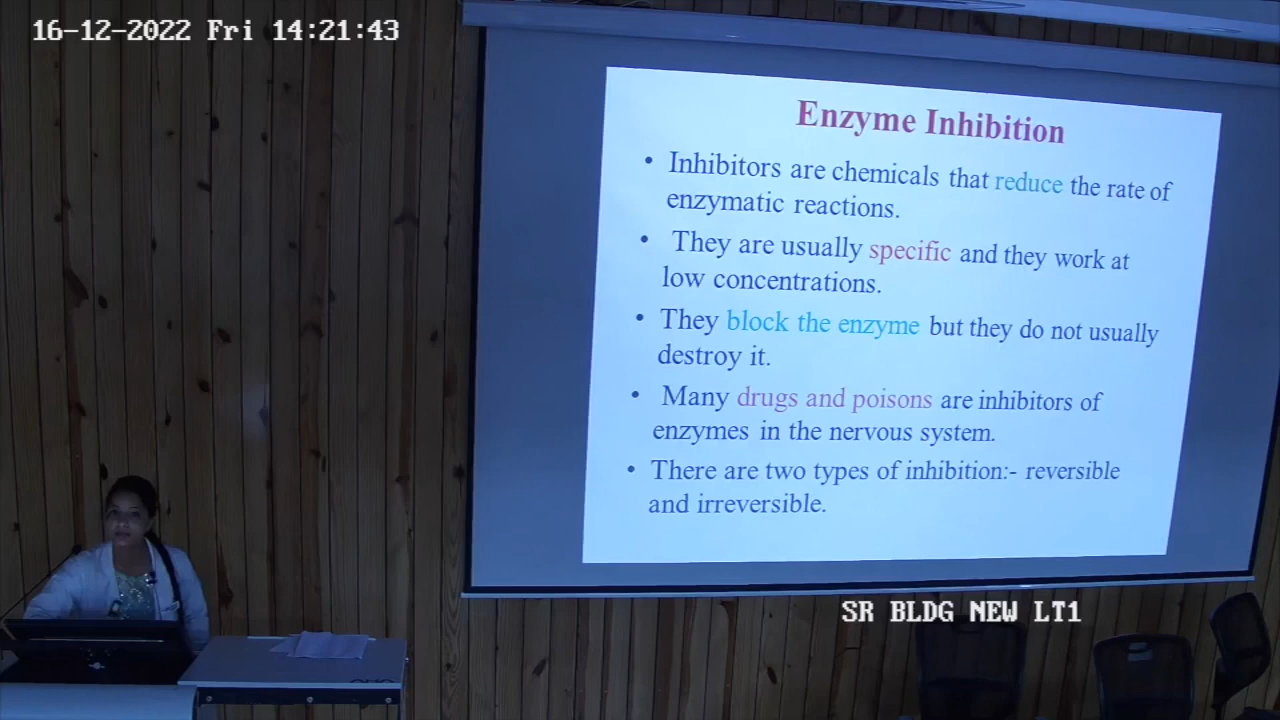 16-12-2022 Fri 14:21:43
Enzyme Inhibition
• Inhibitors are chemicals that reduce the rate of
enzymatic reactions.
• They are usually specific and they work at
low concentrations.
• They block the enzyme but they do not usually
destroy it.
• Many drugs and poisons are inhibitors of
enzymes in the nervous system.
• There are two types of inhibition:- reversible
and irreversible.
SR BLDG NEW LT1